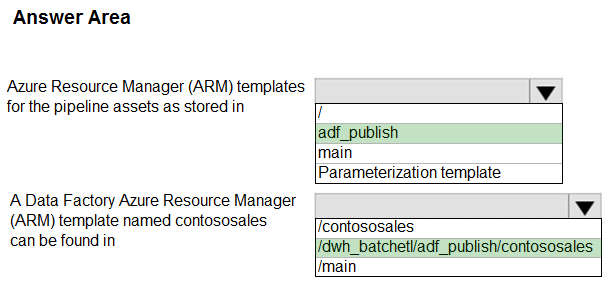 Answer Area
Azure Resource Manager (ARM) templates
for the pipeline assets as stored in
/
adf_publish
main
Parameterization template
A Data Factory Azure Resource Manager
(ARM) template named contososales
can be found in
/contososales
/dwh_batchetl/adf_publish/contososales
/main